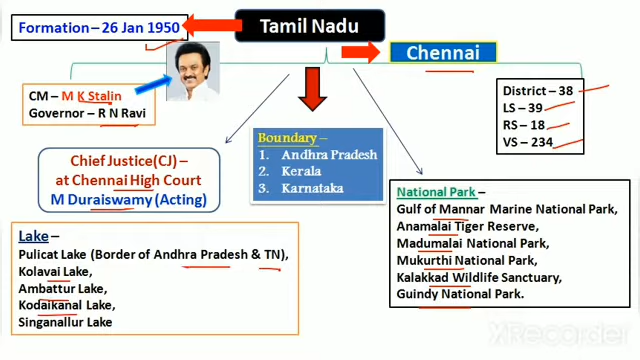 Formation – 26 Jan 1950
Tamil Nadu
Chennai
CM – M K Stalin
Governor – R N Ravi
District – 38
LS – 39
RS – 18
VS – 234
Chief Justice(CJ) –
at Chennai High Court
M Duraiswamy (Acting)
Boundary –
1. Andhra Pradesh
2. Kerala
3. Karnataka
National Park –
Gulf of Mannar Marine National Park,
Anamalai Tiger Reserve,
Madumalai National Park,
Mukurthi National Park,
Kalakkad Wildlife Sanctuary,
Guindy National Park.
Lake –
Pulicat Lake (Border of Andhra Pradesh & TN),
Kolavai Lake,
Ambattur Lake,
Kodaikanal Lake,
Singanallur Lake
XRecorder